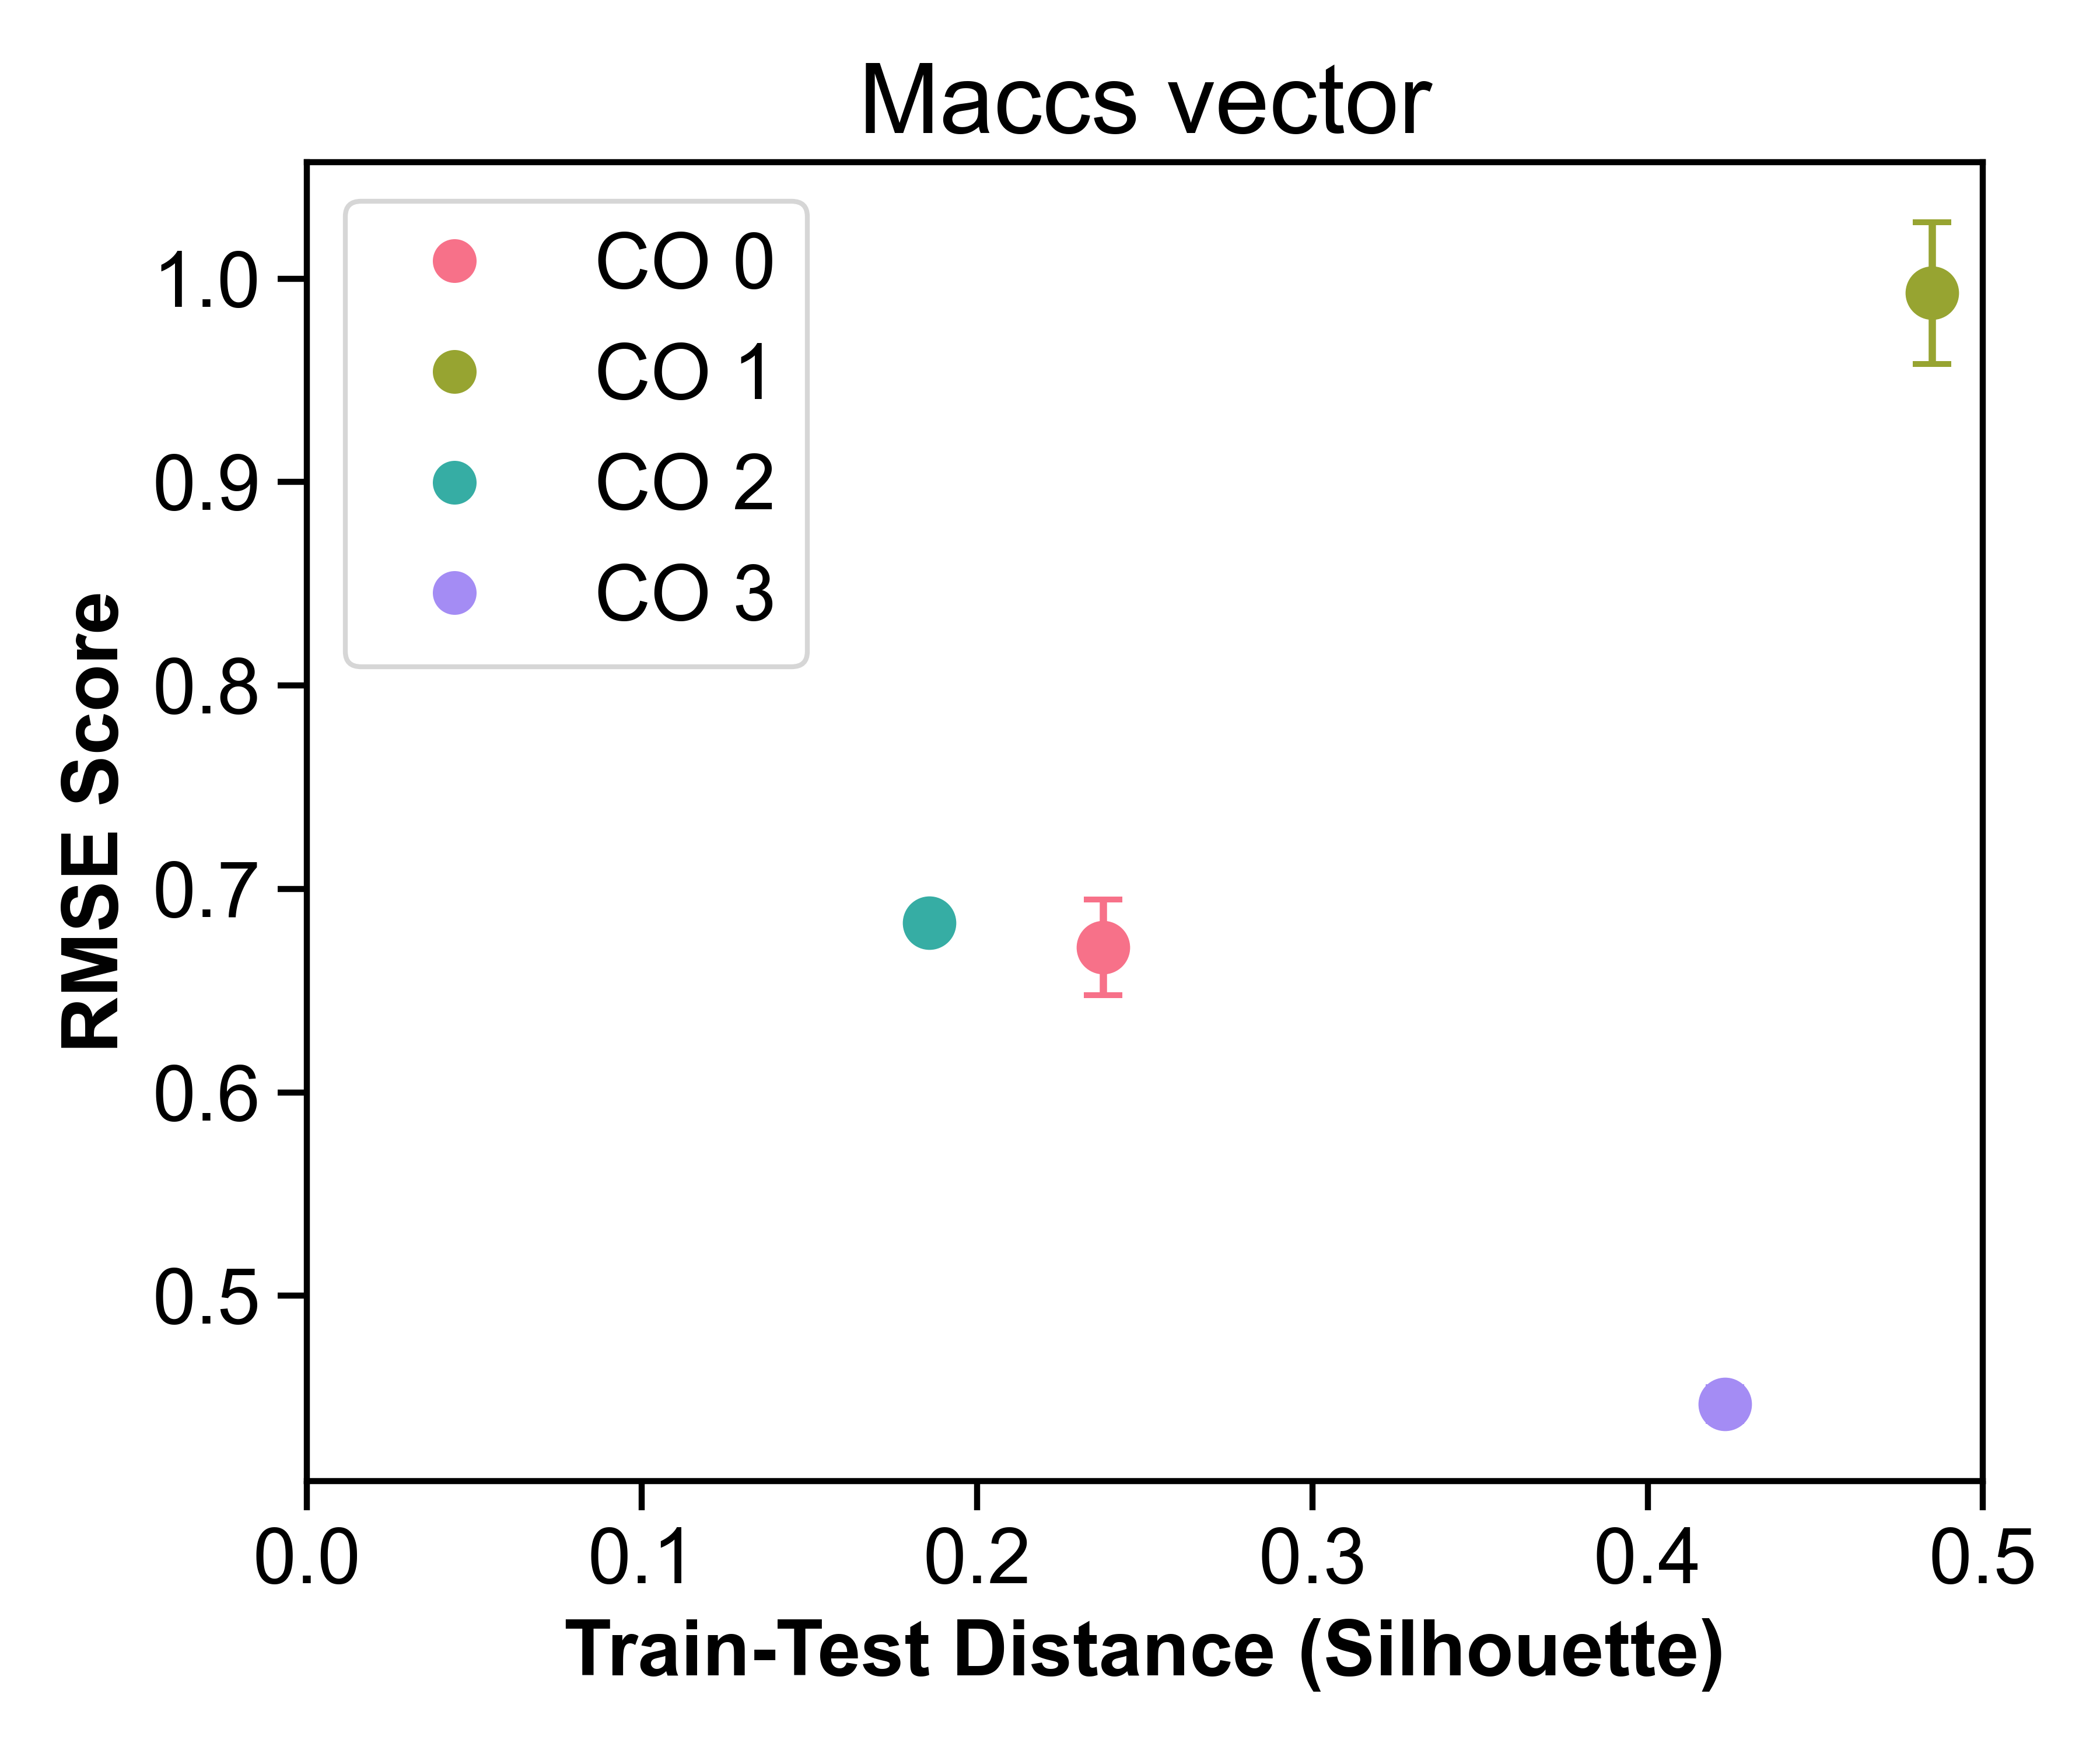 Maccs vector
CO 0
CO 1
CO 2
CO 3
1.0
0.9
0.8
0.7
0.6
0.5
RMSE Score
0.0 0.1 0.2 0.3 0.4 0.5
Train-Test Distance (Silhouette)